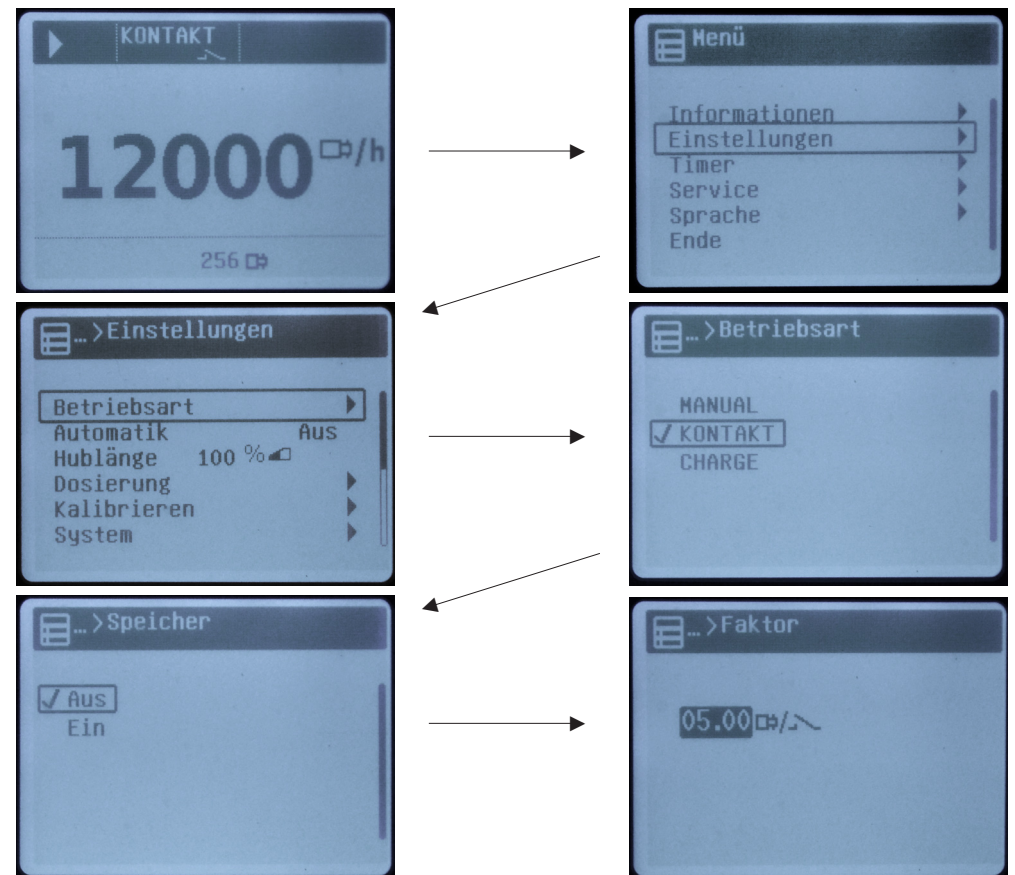 KONTAKT
12000 /h
256
Menü
Informationen
Einstellungen
Timer
Service
Sprache
Ende
... >Einstellungen
Betriebsart
Automatik Aus
Hublänge 100 %
Dosierung
Kalibrieren
System
... >Betriebsart
MANUAL
✓ KONTAKT
CHARGE
... >Speicher
✓ Aus
Ein
... >Faktor
05.00 /